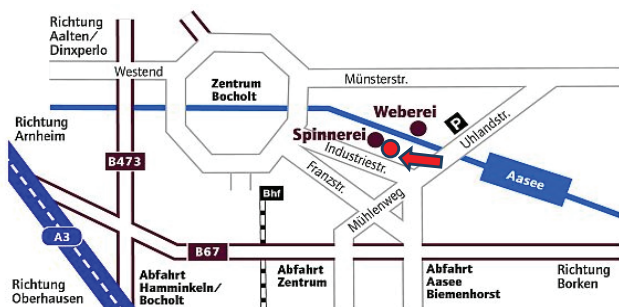 Richtung
Aalten/
Dinxperlo
Westend
Zentrum
Bocholt
Münsterstr.
Weberei
P
Uhlandstr.
Spinnerei
Industriestr.
Richtung
Arnheim
B473
Franzstr.
Mühlenweg
Aasee
Bhf
A3
B67
Richtung
Oberhausen
Abfahrt
Hamminkeln/
Bocholt
Abfahrt
Zentrum
Abfahrt
Aasee
Biemenhorst
Richtung
Borken